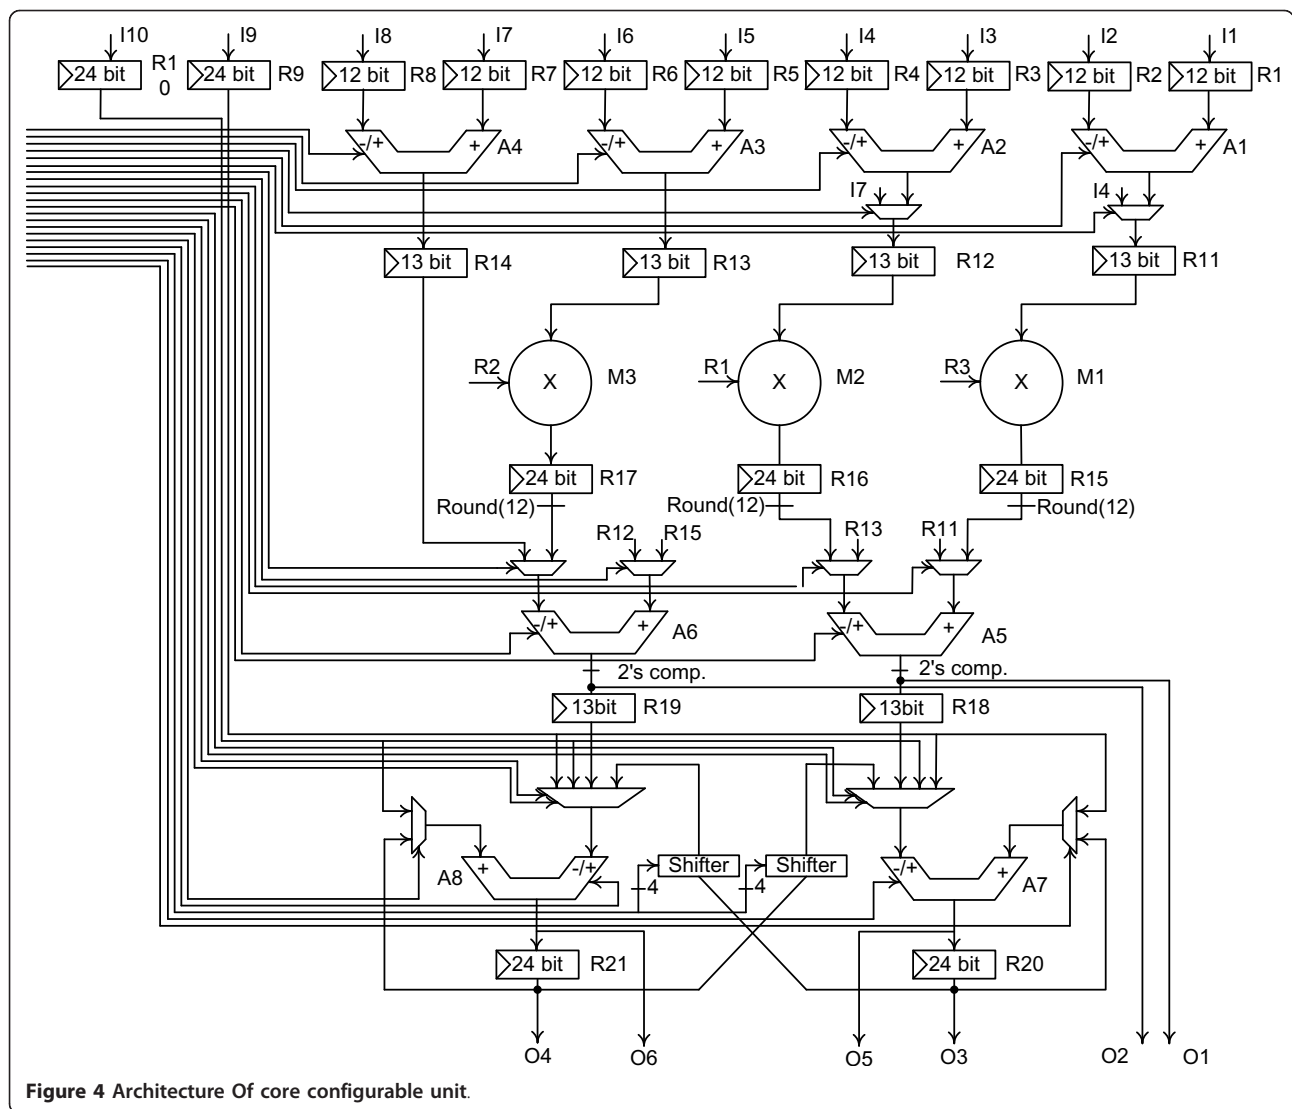 I10 I9 I8 I7 I6 I5 I4 I3 I2 I1
24 bit R1 24 bit R9 12 bit R8 12 bit R7 12 bit R6 12 bit R5 12 bit R4 12 bit R3 12 bit R2 12 bit R1
0
-/+ + A4 -/+ + A3 -/+ + A2 -/+ + A1
I7 I4
13 bit R14 13 bit R13 13 bit R12 13 bit R11
R2 X M3 R1 X M2 R3 X M1
24 bit R17 24 bit R16 24 bit R15
Round(12) Round(12) Round(12)
R12 R15 R13 R11
-/+ + A6 -/+ + A5
2's comp. 2's comp.
13bit R19 13bit R18
A8 + -/+ Shifter Shifter -/+ + A7
4 4
24 bit R21 24 bit R20
O4 O6 O5 O3 O2 O1
Figure 4 Architecture Of core configurable unit.